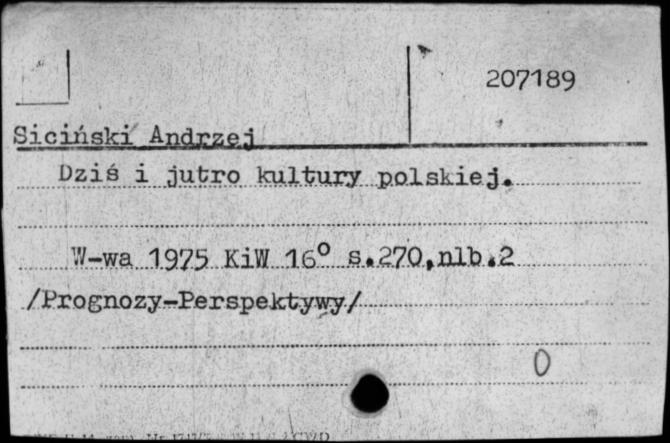 207189
Siciński Andrzej
Dziś i jutro kultury polskiej.
W-wa 1975 KiW 16° s.270,nlb.2
/Prognozy-Perspektywy/
0